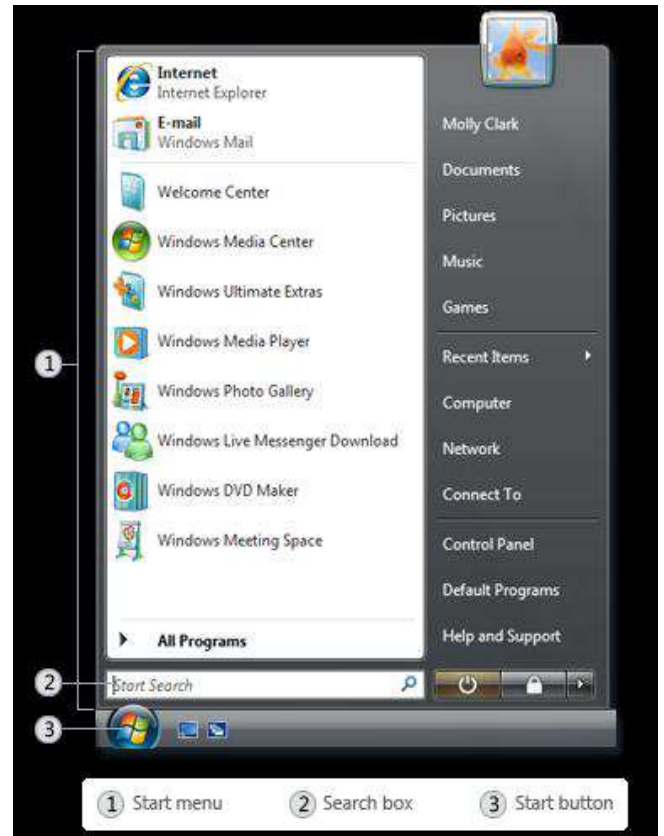 Internet
Internet Explorer
E-mail
Windows Mail
Welcome Center
Windows Media Center
Windows Ultimate Extras
Windows Media Player
Windows Photo Gallery
Windows Live Messenger Download
Windows DVD Maker
Windows Meeting Space
All Programs
Start Search
Molly Clark
Documents
Pictures
Music
Games
Recent Items
Computer
Network
Connect To
Control Panel
Default Programs
Help and Support
1
2
3
1 Start menu 2 Search box 3 Start button